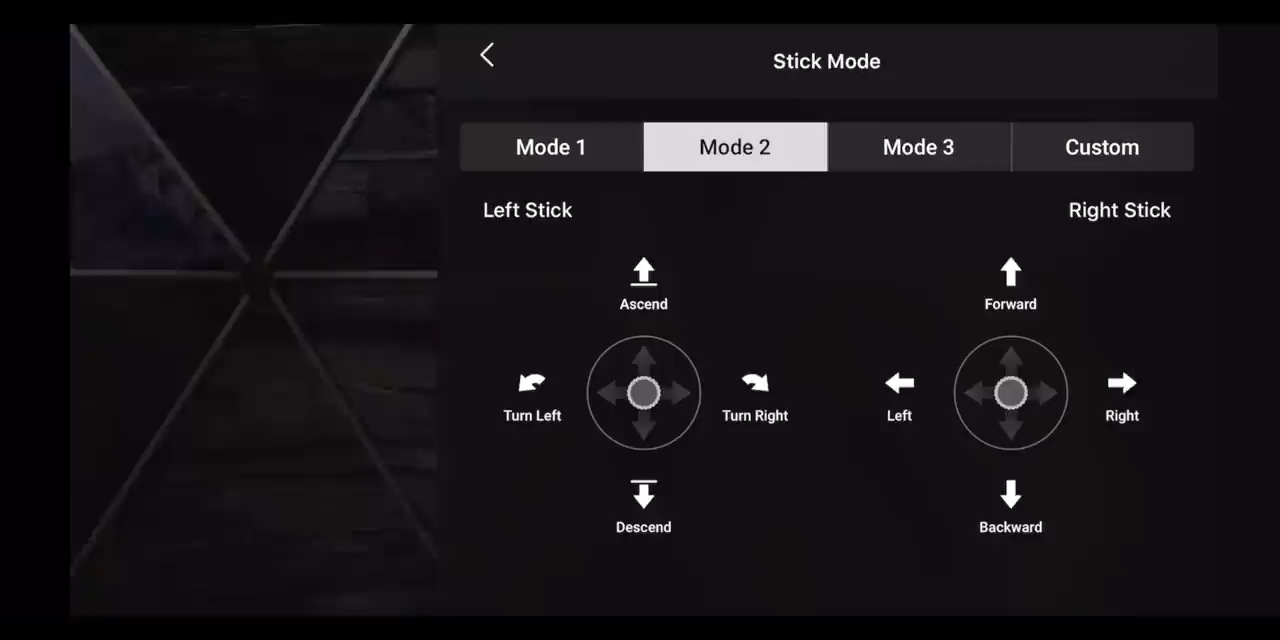 Stick Mode
Mode 1 Mode 2 Mode 3 Custom
Left Stick Right Stick
Ascend Forward
Turn Left Turn Right Left Right
Descend Backward